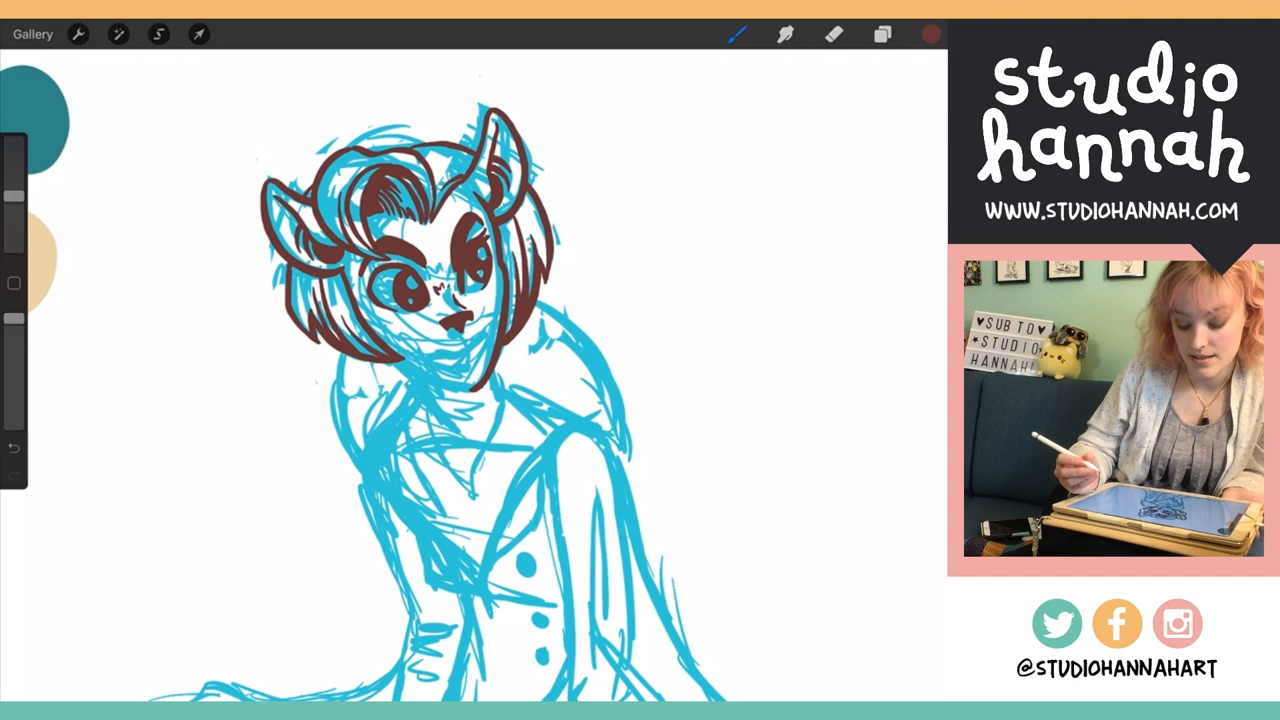 Gallery
studio
hannah
WWW.STUDIOHANNAH.COM
♥SUB TO♥
★STUDIO
HANNAH!
@STUDIOHANNAHART